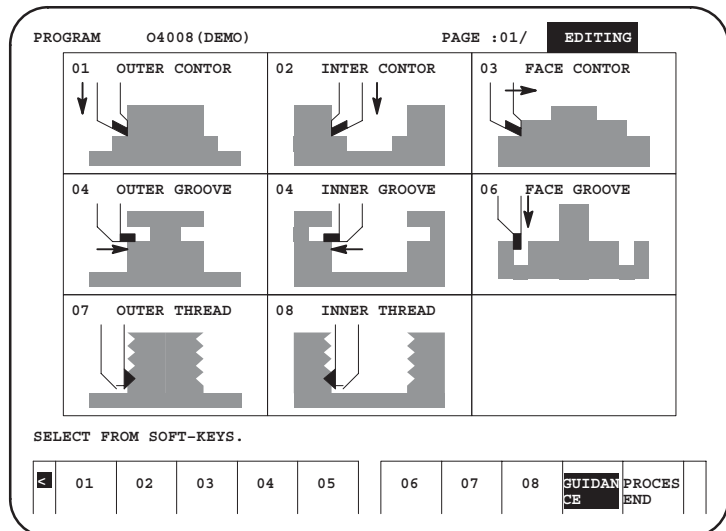 PROGRAM O4008(DEMO) PAGE :01/ EDITING
01 OUTER CONTOR 02 INTER CONTOR 03 FACE CONTOR
04 OUTER GROOVE 04 INNER GROOVE 06 FACE GROOVE
07 OUTER THREAD 08 INNER THREAD
SELECT FROM SOFT-KEYS.
< 01 02 03 04 05 06 07 08 GUIDAN PROCES
CE END